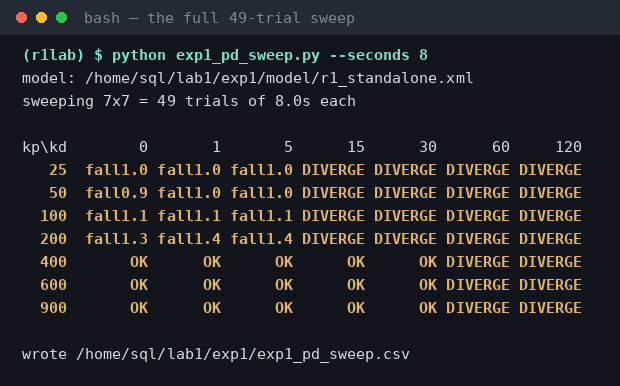 bash — the full 49-trial sweep
(r1lab) $ python exp1_pd_sweep.py --seconds 8
model: /home/sql/lab1/exp1/model/r1_standalone.xml
sweeping 7x7 = 49 trials of 8.0s each
kp\kd 0 1 5 15 30 60 120
25 fall1.0 fall1.0 fall1.0 DIVERGE DIVERGE DIVERGE DIVERGE
50 fall0.9 fall1.0 fall1.0 DIVERGE DIVERGE DIVERGE DIVERGE
100 fall1.1 fall1.1 fall1.1 DIVERGE DIVERGE DIVERGE DIVERGE
200 fall1.3 fall1.4 fall1.4 DIVERGE DIVERGE DIVERGE DIVERGE
400 OK OK OK OK OK DIVERGE DIVERGE
600 OK OK OK OK OK DIVERGE DIVERGE
900 OK OK OK OK OK DIVERGE DIVERGE
wrote /home/sql/lab1/exp1/exp1_pd_sweep.csv